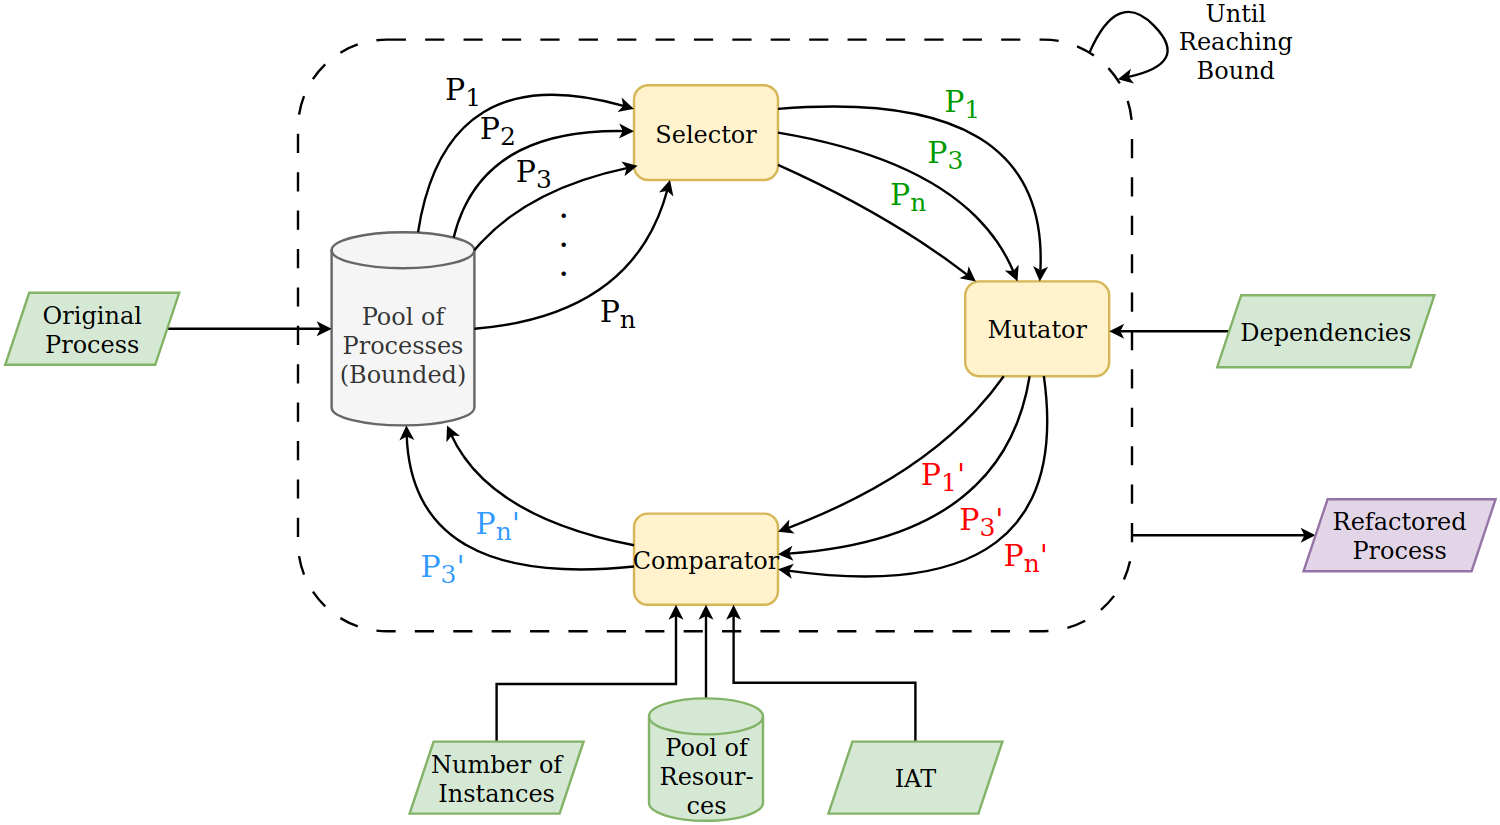 Until
Reaching
Bound
P1
P2
P3
.
.
.
Pn
Selector
P1
P3
Pn
Original
Process
Pool of
Processes
(Bounded)
Mutator
Dependencies
P1'
P3'
Pn'
Pn'
P3'
Comparator
Refactored
Process
Number of
Instances
Pool of
Resour-
ces
IAT